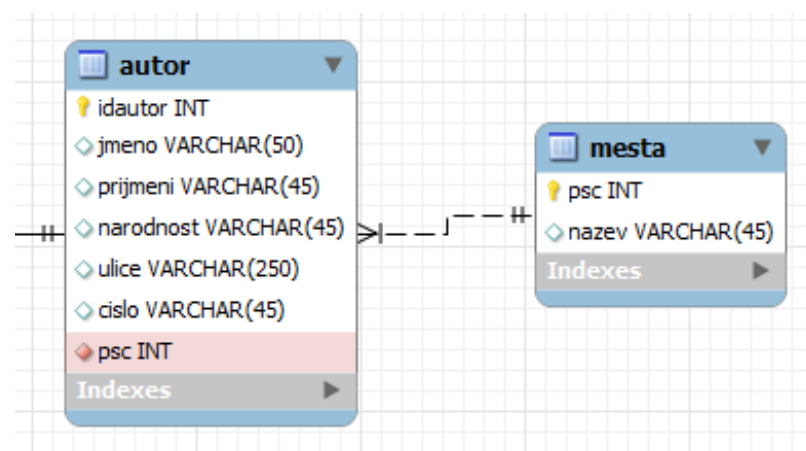 autor
idautor INT
jmeno VARCHAR(50)
prijmeni VARCHAR(45)
narodnost VARCHAR(45)
ulice VARCHAR(250)
cislo VARCHAR(45)
psc INT
Indexes
mesta
psc INT
nazev VARCHAR(45)
Indexes